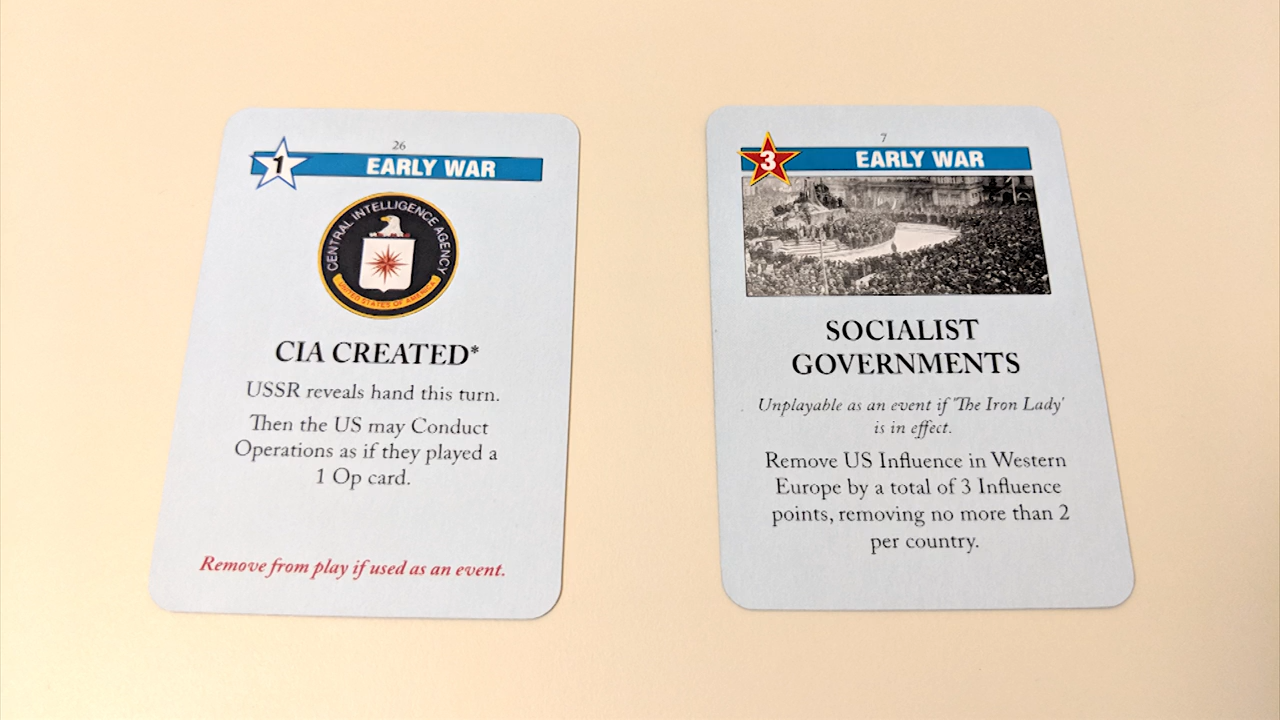 26
1
EARLY WAR
CENTRAL INTELLIGENCE AGENCY
UNITED STATES OF AMERICA
CIA CREATED*
USSR reveals hand this turn.
Then the US may Conduct
Operations as if they played a
1 Op card.
Remove from play if used as an event.
7
3
EARLY WAR
SOCIALIST
GOVERNMENTS
Unplayable as an event if 'The Iron Lady'
is in effect.
Remove US Influence in Western
Europe by a total of 3 Influence
points, removing no more than 2
per country.